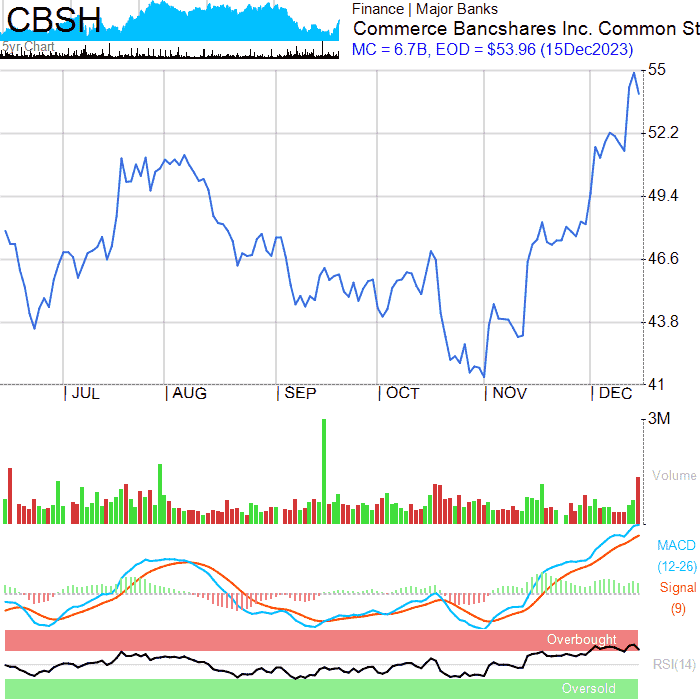 CBSH
5yr Chart
Finance | Major Banks
Commerce Bancshares Inc. Common St
MC = 6.7B, EOD = $53.96 (15Dec2023)
55
52.2
49.4
46.6
43.8
41
| JUL | AUG | SEP | OCT | NOV | DEC
3M
Volume
MACD
(12-26)
Signal
(9)
Overbought
RSI(14)
Oversold